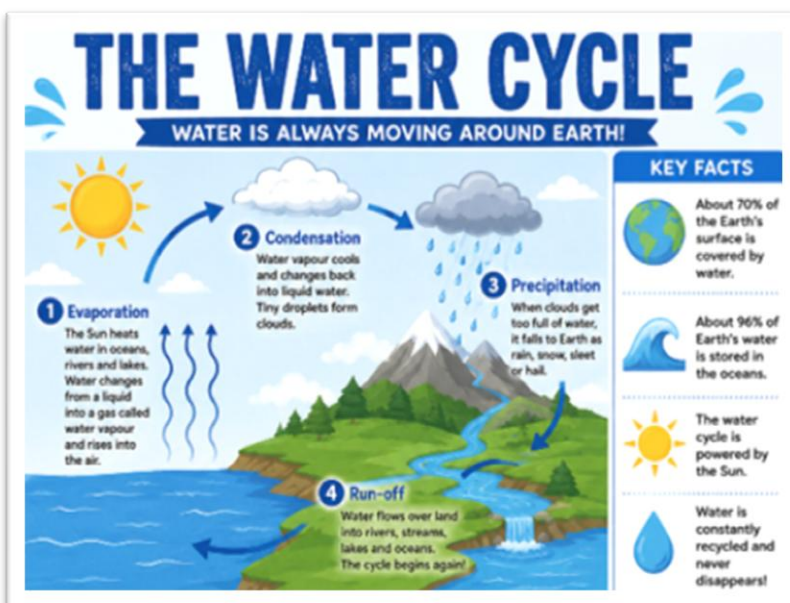 THE WATER CYCLE
WATER IS ALWAYS MOVING AROUND EARTH!
1 Evaporation
The Sun heats
water in oceans,
rivers and lakes.
Water changes
from a liquid
into a gas called
water vapour
and rises into
the air.
2 Condensation
Water vapour cools
and changes back
into liquid water.
Tiny droplets form
clouds.
3 Precipitation
When clouds get
too full of water,
it falls to Earth as
rain, snow, sleet
or hail.
4 Run-off
Water flows over land
into rivers, streams,
lakes and oceans.
The cycle begins again!
KEY FACTS
About 70% of
the Earth's
surface is
covered by
water.
About 96% of
Earth's water
is stored in
the oceans.
The water
cycle is
powered by
the Sun.
Water is
constantly
recycled and
never
disappears!